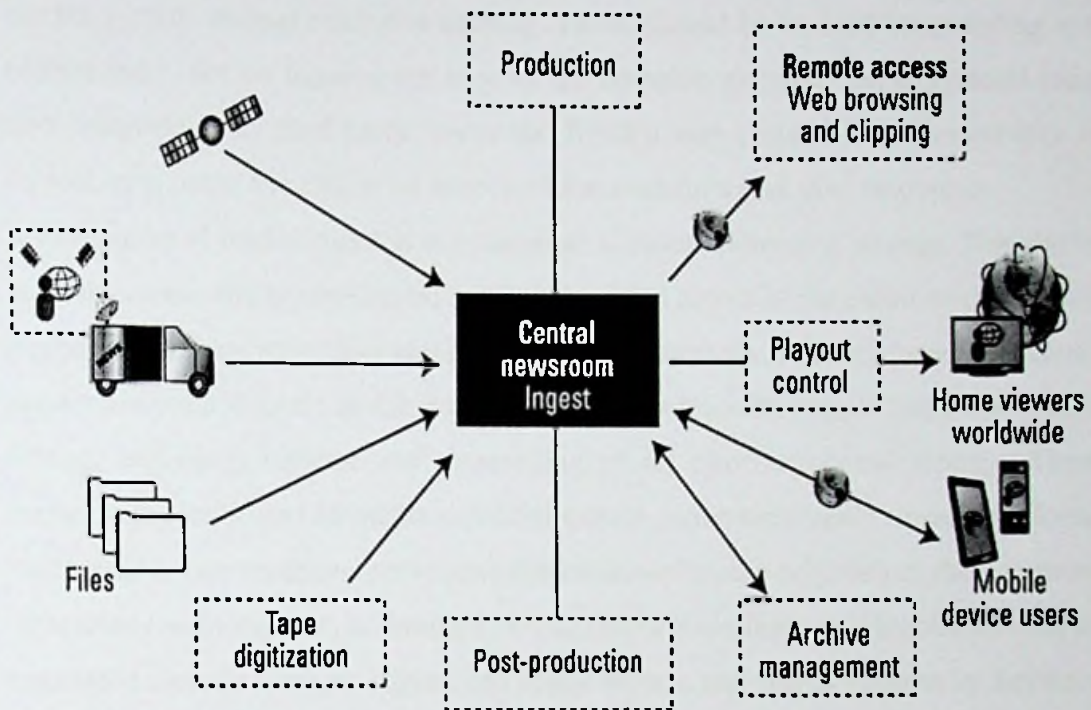 Production
Remote access
Web browsing
and clipping
Central
newsroom
Ingest
Playout
control
Home viewers
worldwide
Files
Tape
digitization
Post-production
Archive
management
Mobile
device users